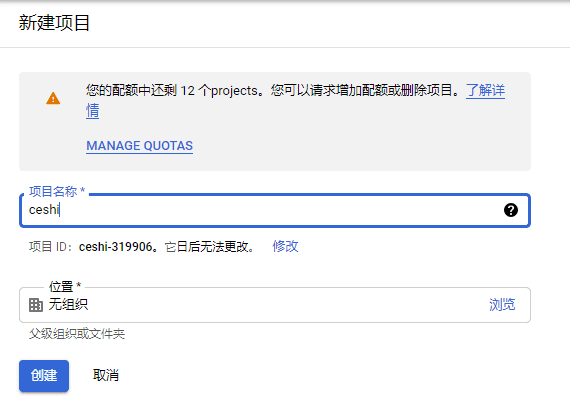 新建项目
您的配额中还剩 12 个projects。您可以请求增加配额或删除项目。了解详
情
MANAGE QUOTAS
项目名称 *
ceshi
项目 ID：ceshi-319906。它日后无法更改。 修改
位置 *
无组织 浏览
父级组织或文件夹
创建 取消